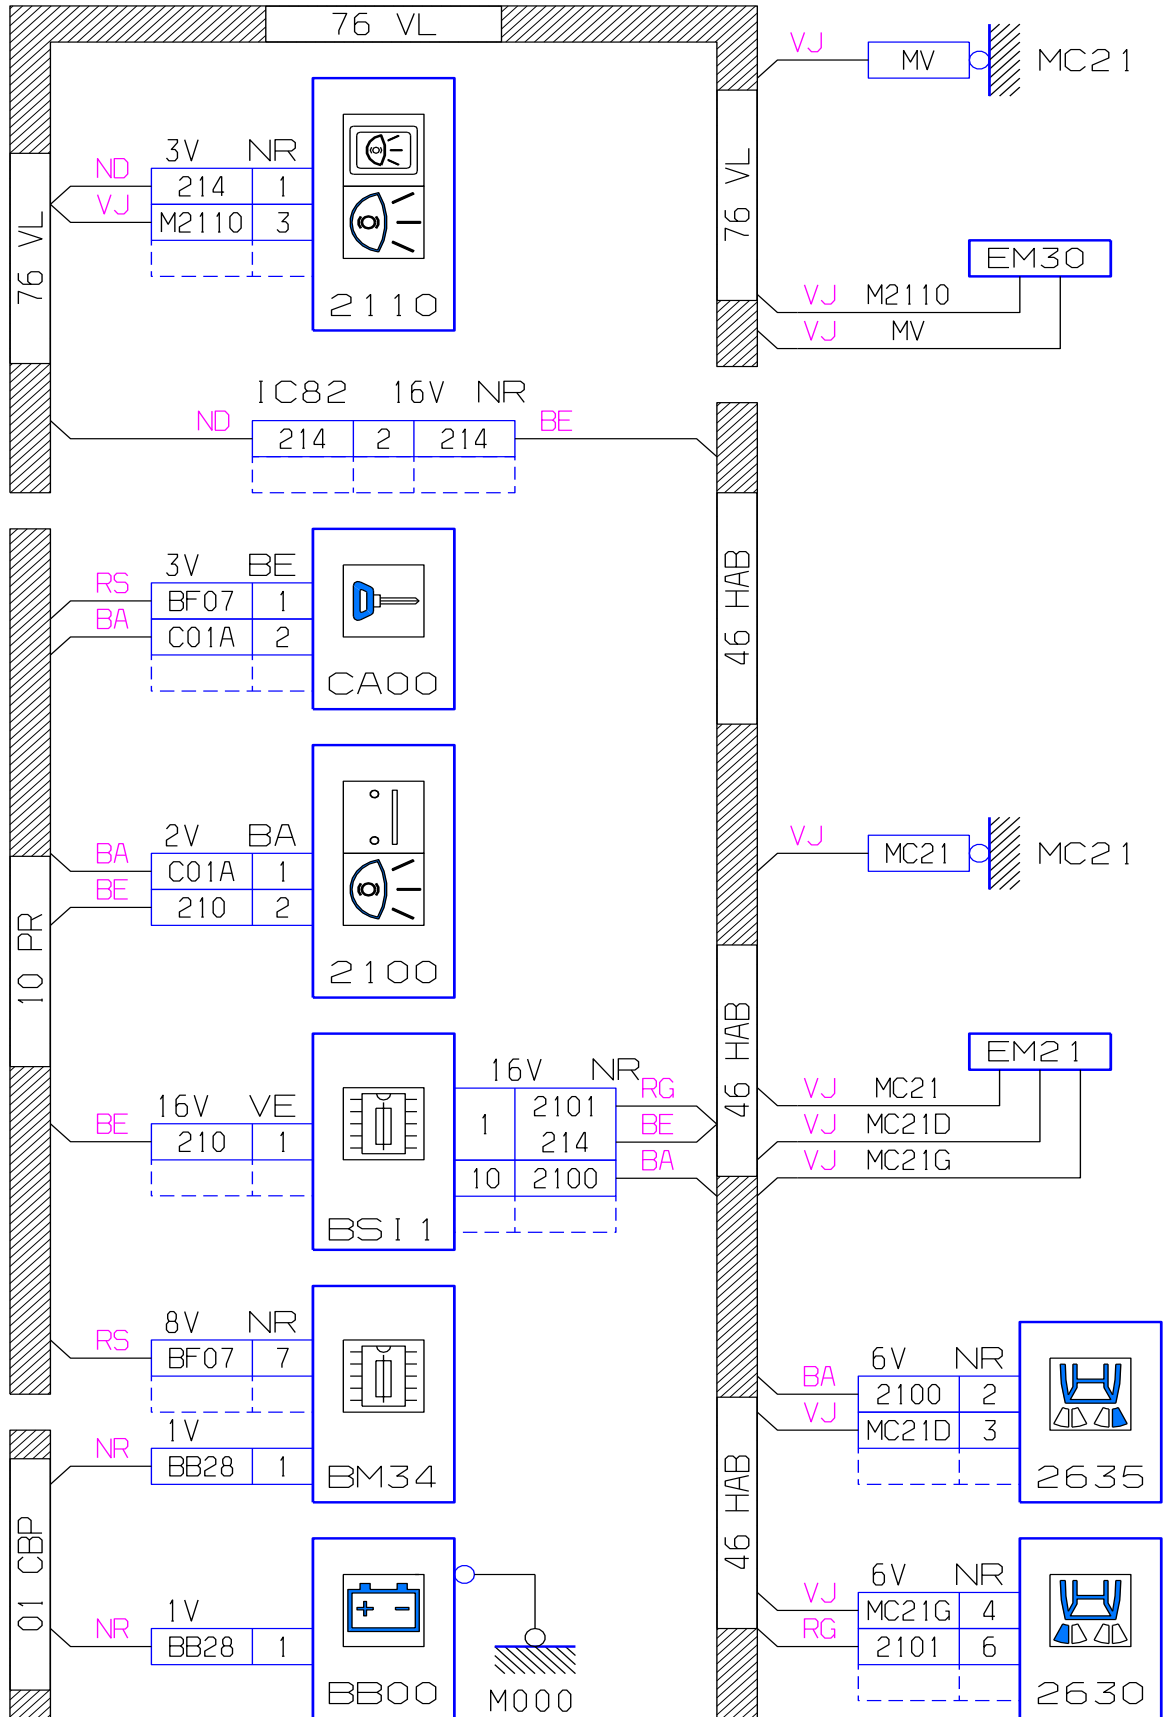 76 VL
VJ MV MC21
3V NR
ND 214 1
VJ M2110 3
2110
76 VL
76 VL
EM30
VJ M2110
VJ MV
IC82 16V NR
ND 214 2 214 BE
3V BE
RS BF07 1
BA C01A 2
CA00
46 HAB
2V BA
BA C01A 1
BE 210 2
2100
10 PR
VJ MC21 MC21
46 HAB
EM21
16V VE
BE 210 1
BSI1
16V NR
1 2101 RG
214 BE
10 2100 BA
VJ MC21
VJ MC21D
VJ MC21G
8V NR
RS BF07 7
1V
NR BB28 1
BM34
6V NR
BA 2100 2
VJ MC21D 3
2635
46 HAB
01 CBP
1V
NR BB28 1
BB00
M000
6V NR
VJ MC21G 4
RG 2101 6
2630